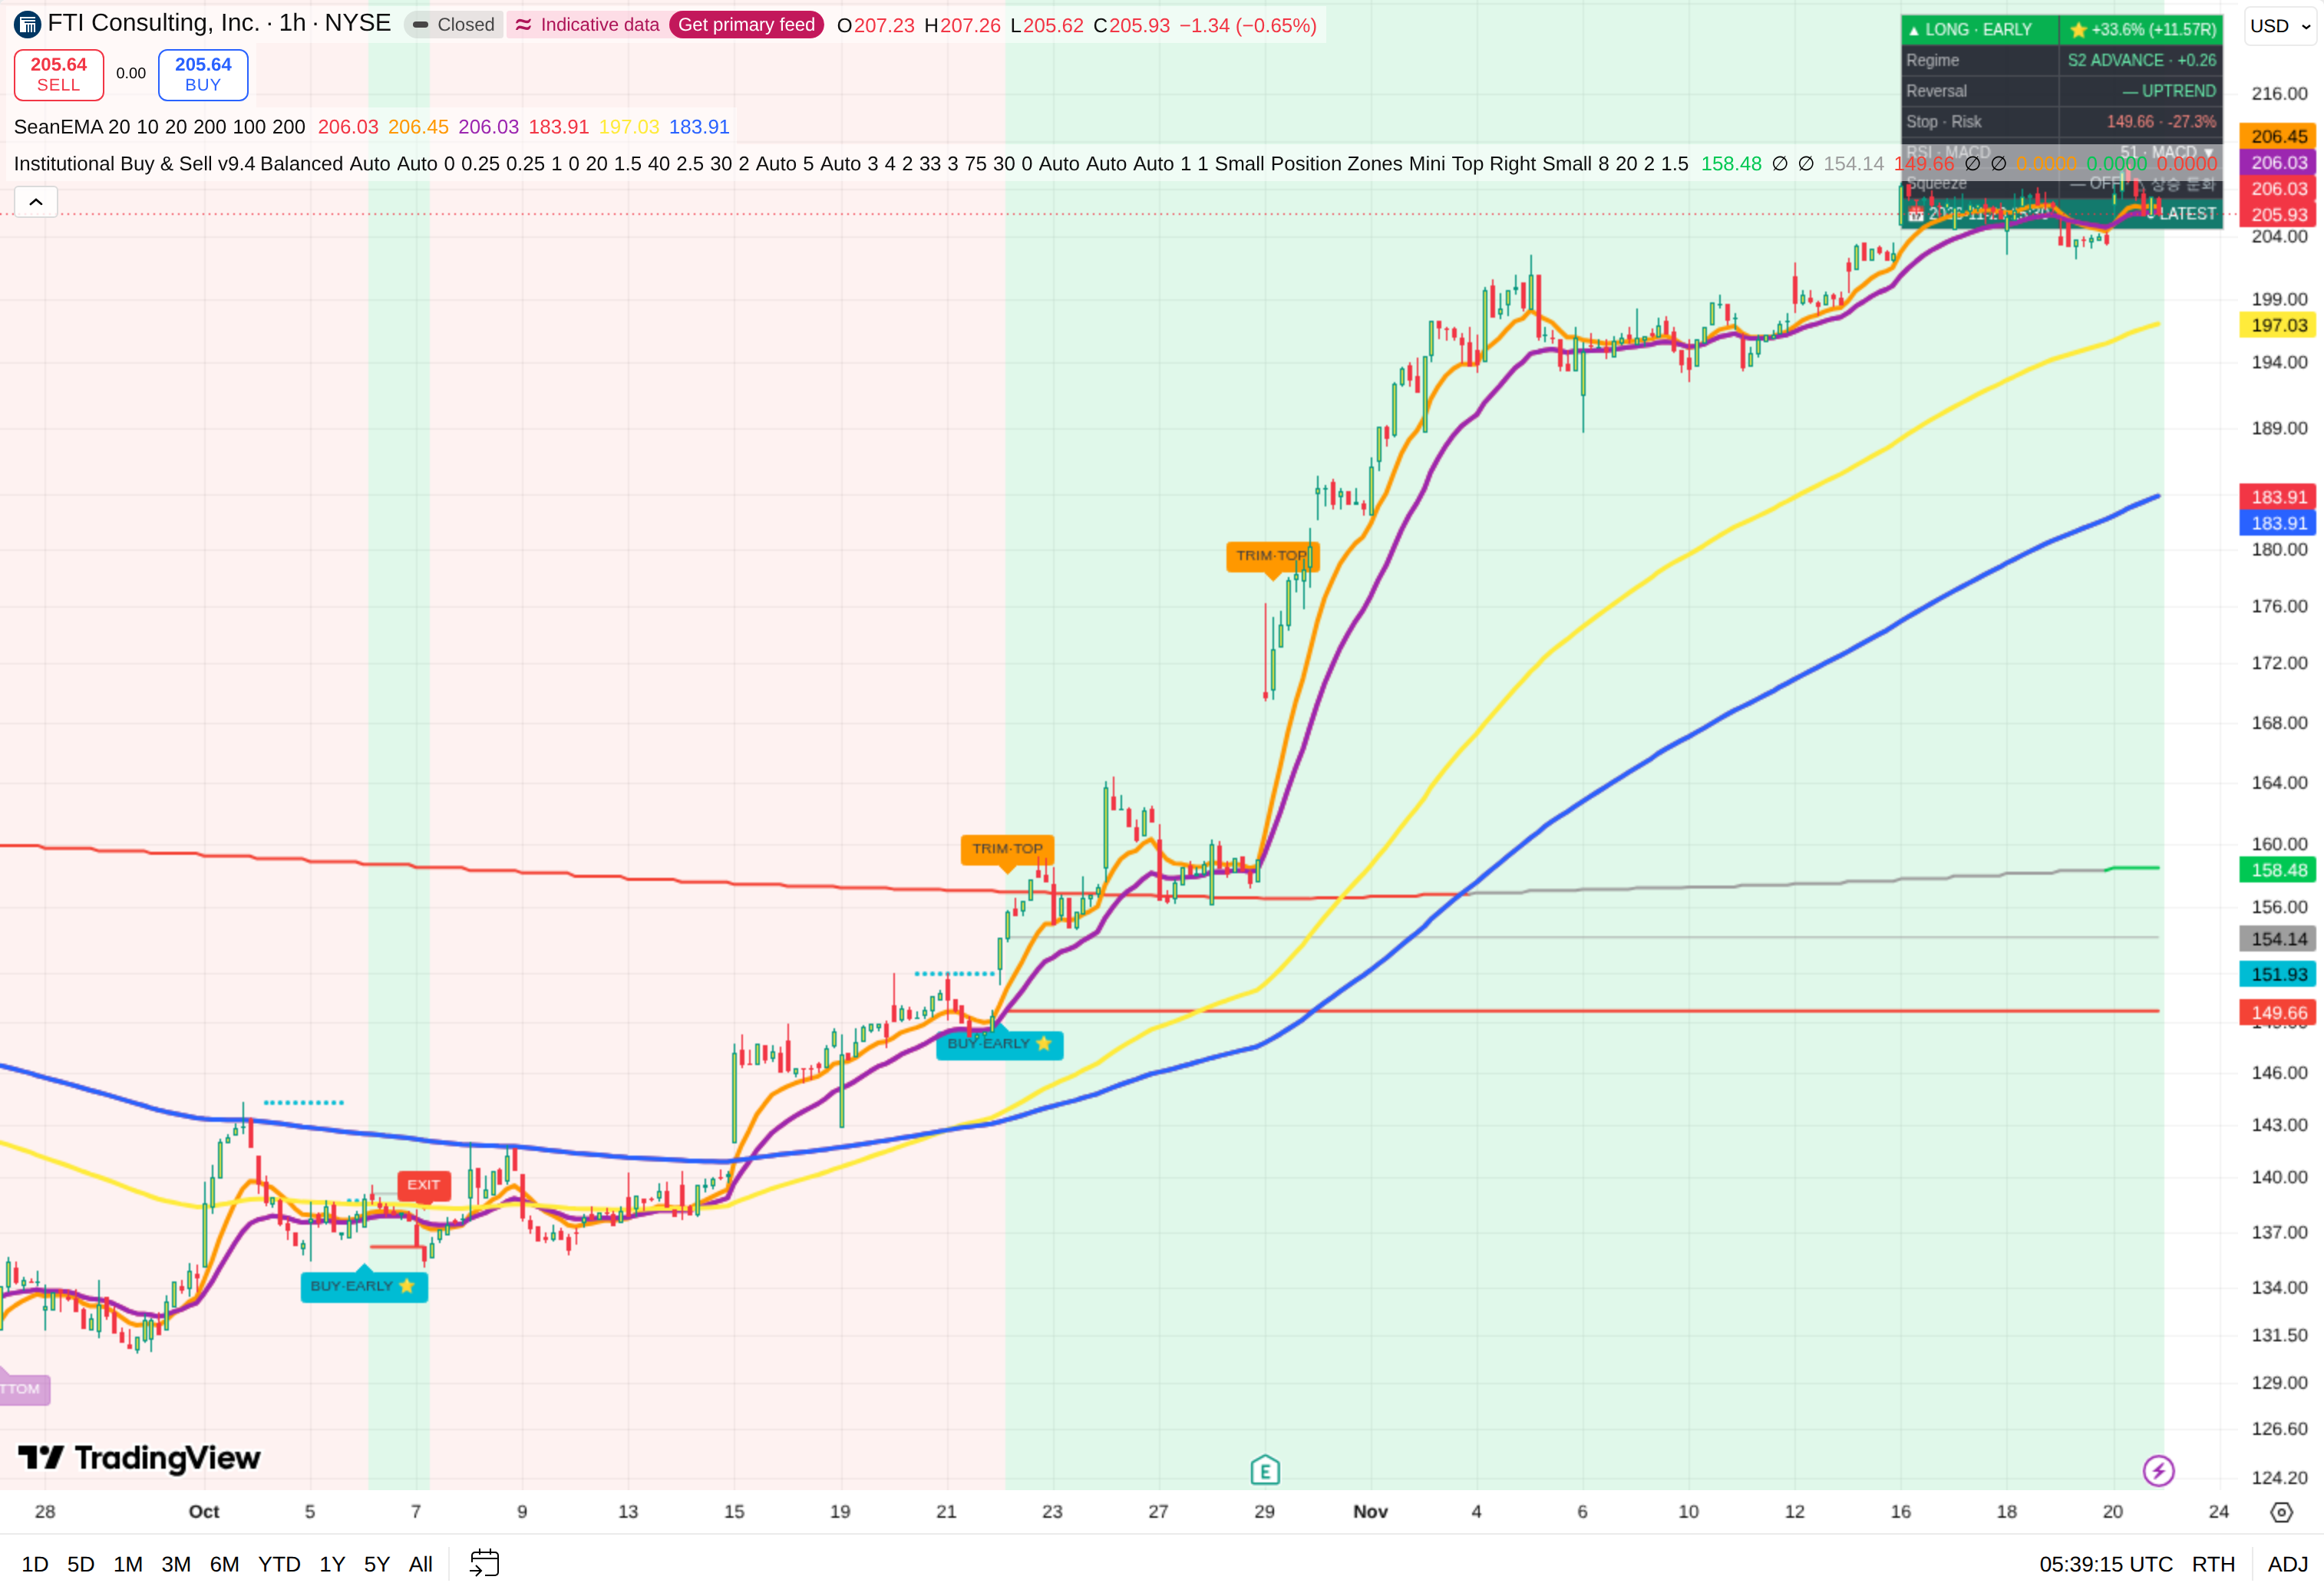 FTI Consulting, Inc. · 1h · NYSE Closed Indicative data Get primary feed O207.23 H207.26 L205.62 C205.93 −1.34 (−0.65%)
205.64 SELL 0.00 205.64 BUY
SeanEMA 20 10 20 200 100 200 206.03 206.45 206.03 183.91 197.03 183.91
Institutional Buy & Sell v9.4 Balanced Auto Auto 0 0.25 0.25 1 0 20 1.5 40 2.5 30 2 Auto 5 Auto 3 4 2 33 3 75 30 0 Auto Auto Auto 1 1 Small Position Zones Mini Top Right Small 8 20 2 1.5 158.48 ∅ ∅ 154.14 149.66 ∅ ∅ 0.0000 0.0000 0.0000
▲ LONG · EARLY ⭐ +33.6% (+11.57R)
Regime S2 ADVANCE · +0.26
Reversal — UPTREND
Stop · Risk 149.66 · -27.3%
RSI · MACD 51 · MACD ▼
Squeeze — OFF
LATEST
USD
216.00
206.45
206.03
206.03
205.93
204.00
199.00
197.03
194.00
189.00
183.91
183.91
180.00
176.00
172.00
168.00
164.00
160.00
158.48
156.00
154.14
151.93
149.66
146.00
143.00
140.00
137.00
134.00
131.50
129.00
126.60
124.20
TRIM·TOP
TRIM·TOP
BUY·EARLY ⭐
EXIT
BUY·EARLY ⭐
TTOM
TradingView
E
28 Oct 5 7 9 13 15 19 21 23 27 29 Nov 4 6 10 12 16 18 20 24
1D 5D 1M 3M 6M YTD 1Y 5Y All 05:39:15 UTC RTH ADJ